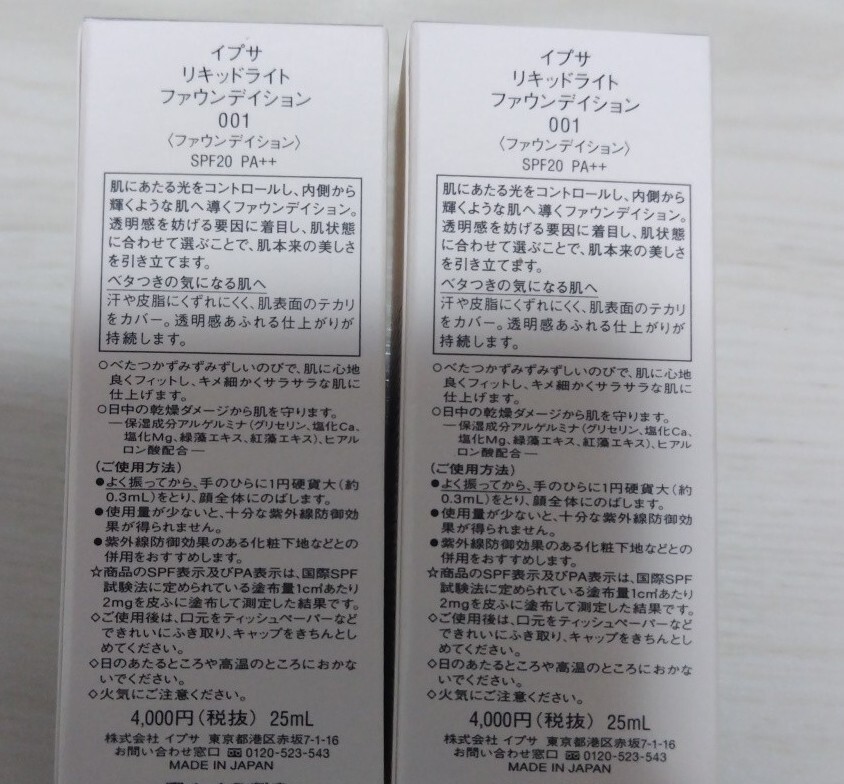 イプサ
リキッドライト
ファウンデイション
001
〈ファウンデイション〉
SPF20 PA++
肌にあたる光をコントロールし、内側から
輝くような肌へ導くファウンデイション。
透明感を妨げる要因に着目し、肌状態
に合わせて選ぶことで、肌本来の美しさ
を引き立てます。
ベタつきの気になる肌へ
汗や皮脂にくずれにくく、肌表面のテカリ
をカバー。透明感あふれる仕上がりが
持続します。
○べたつかずみずみずしいのびで、肌に心地
良くフィットし、キメ細かくサラサラな肌に
仕上げます。
○日中の乾燥ダメージから肌を守ります。
―保湿成分アルゲルミナ(グリセリン、塩化Ca、
塩化Mg、緑藻エキス、紅藻エキス)、ヒアル
ロン酸配合―
(ご使用方法)
●よく振ってから、手のひらに1円硬貨大(約
0.3mL)をとり、顔全体にのばします。
●使用量が少ないと、十分な紫外線防御効
果が得られません。
●紫外線防御効果のある化粧下地などとの
併用をおすすめします。
☆商品のSPF表示及びPA表示は、国際SPF
試験法に定められている塗布量1c㎡あたり
2mgを皮ふに塗布して測定した結果です。
◇ご使用後は、口元をティッシュペーパーなど
できれいにふき取り、キャップをきちんとし
めてください。
◇日のあたるところや高温のところにおかな
いでください。
◇火気にご注意ください。
4,000円(税抜) 25mL
株式会社 イプサ 東京都港区赤坂7-1-16
お問い合わせ窓口 0120-523-543
MADE IN JAPAN
イプサ
リキッドライト
ファウンデイション
001
〈ファウンデイション〉
SPF20 PA++
肌にあたる光をコントロールし、内側から
輝くような肌へ導くファウンデイション。
透明感を妨げる要因に着目し、肌状態
に合わせて選ぶことで、肌本来の美しさ
を引き立てます。
ベタつきの気になる肌へ
汗や皮脂にくずれにくく、肌表面のテカリ
をカバー。透明感あふれる仕上がりが
持続します。
○べたつかずみずみずしいのびで、肌に心地
良くフィットし、キメ細かくサラサラな肌に
仕上げます。
○日中の乾燥ダメージから肌を守ります。
―保湿成分アルゲルミナ(グリセリン、塩化Ca、
塩化Mg、緑藻エキス、紅藻エキス)、ヒアル
ロン酸配合―
(ご使用方法)
●よく振ってから、手のひらに1円硬貨大(約
0.3mL)をとり、顔全体にのばします。
●使用量が少ないと、十分な紫外線防御効
果が得られません。
●紫外線防御効果のある化粧下地などとの
併用をおすすめします。
☆商品のSPF表示及びPA表示は、国際SPF
試験法に定められている塗布量1c㎡あたり
2mgを皮ふに塗布して測定した結果です。
◇ご使用後は、口元をティッシュペーパーなど
できれいにふき取り、キャップをきちんとし
めてください。
◇日のあたるところや高温のところにおかな
いでください。
◇火気にご注意ください。
4,000円(税抜) 25mL
株式会社 イプサ 東京都港区赤坂7-1-16
お問い合わせ窓口 0120-523-543
MADE IN JAPAN